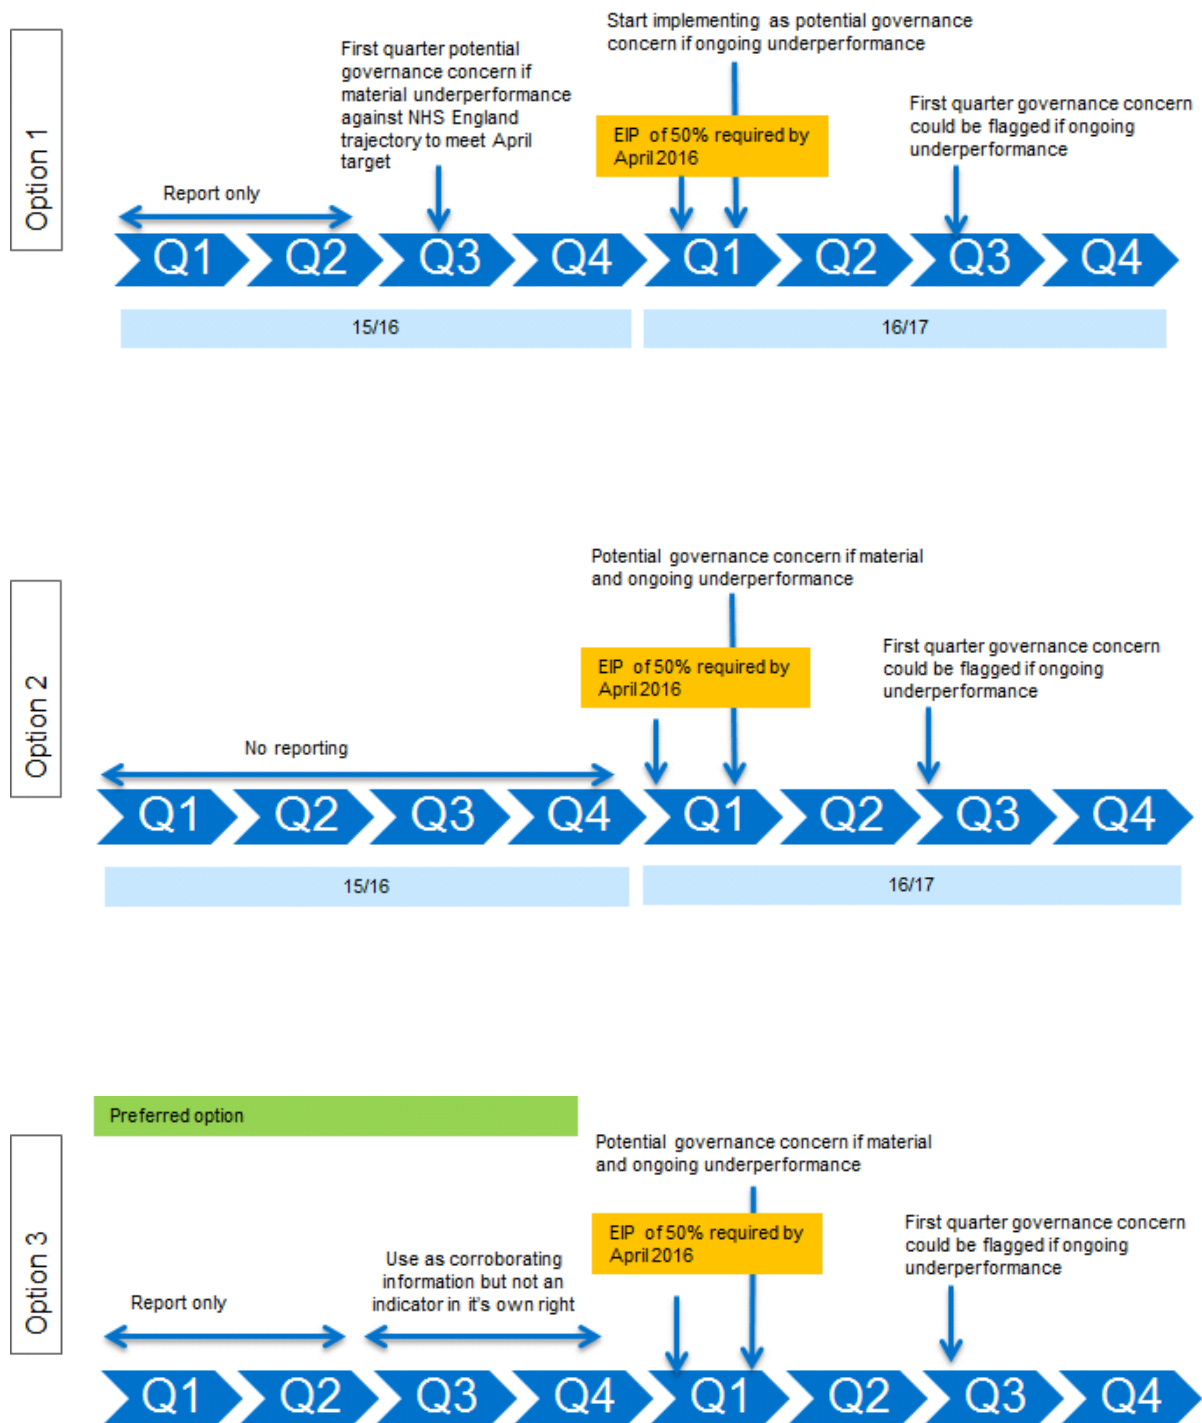 Option 1
Start implementing as potential governance
concern if ongoing underperformance
First quarter potential
governance concern if
material underperformance
against NHS England
trajectory to meet April
target
First quarter governance concern
could be flagged if ongoing
underperformance
EIP of 50% required by
April 2016
Report only
Q1 Q2 Q3 Q4 Q1 Q2 Q3 Q4
15/16 16/17
Option 2
Potential governance concern if material
and ongoing underperformance
First quarter governance concern
could be flagged if ongoing
underperformance
EIP of 50% required by
April 2016
No reporting
Q1 Q2 Q3 Q4 Q1 Q2 Q3 Q4
15/16 16/17
Option 3
Preferred option
Potential governance concern if material
and ongoing underperformance
First quarter governance concern
could be flagged if ongoing
underperformance
EIP of 50% required by
April 2016
Use as corroborating
information but not an
indicator in it's own right
Report only
Q1 Q2 Q3 Q4 Q1 Q2 Q3 Q4